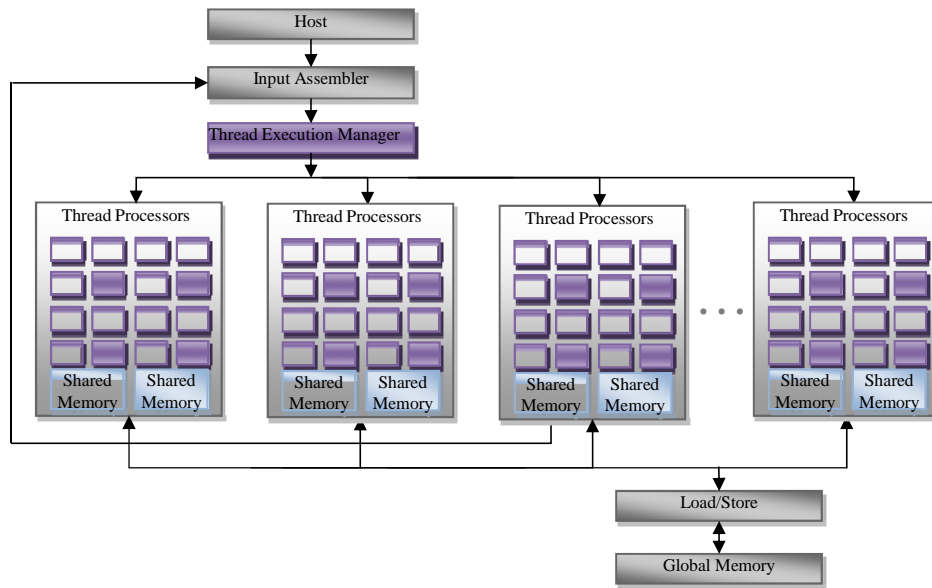 Host
Input Assembler
Thread Execution Manager
Thread Processors
Thread Processors
Thread Processors
Thread Processors
Shared
Memory
Shared
Memory
Shared
Memory
Shared
Memory
Shared
Memory
Shared
Memory
Shared
Memory
Shared
Memory
Load/Store
Global Memory